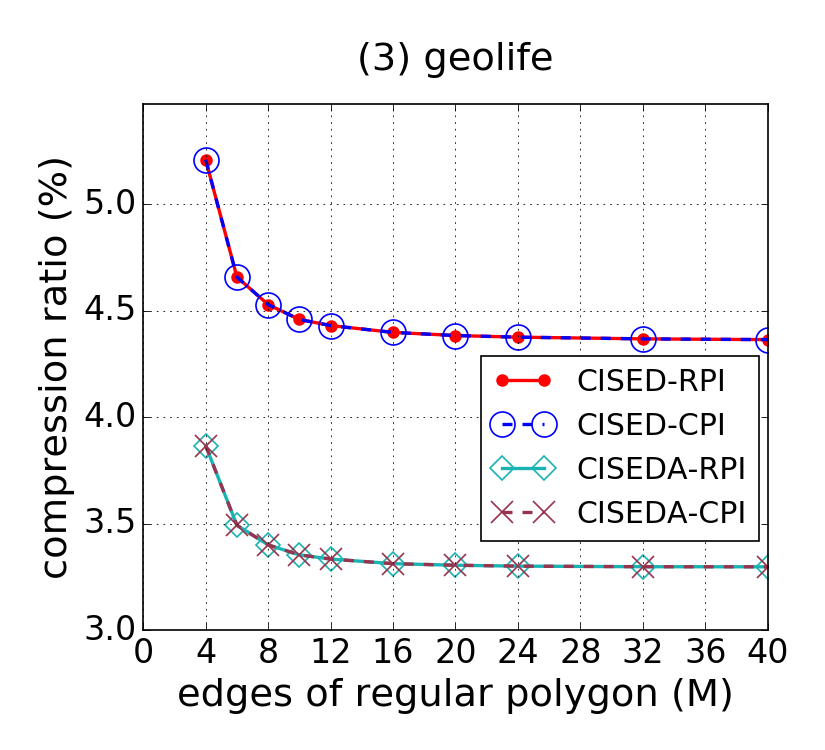 (3) geolife
compression ratio (%)
5.0
4.5
4.0
3.5
3.0
CISED-RPI
CISED-CPI
CISEDA-RPI
CISEDA-CPI
0 4 8 12 16 20 24 28 32 36 40
edges of regular polygon (M)